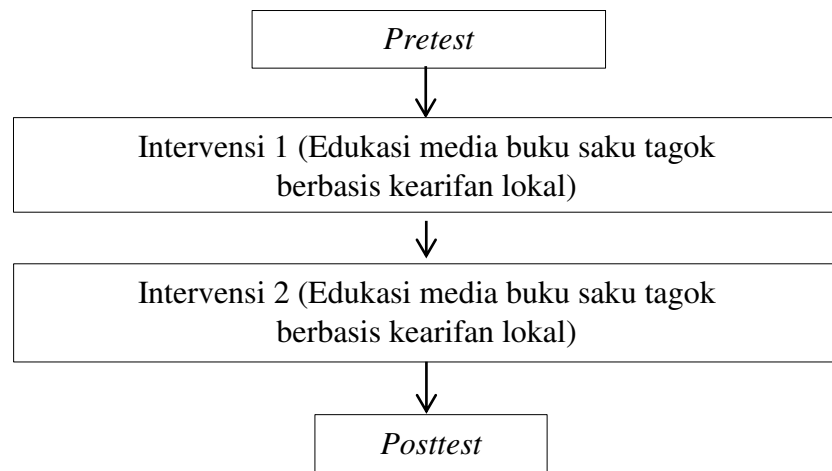 Pretest
Intervensi 1 (Edukasi media buku saku tagok
berbasis kearifan lokal)
Intervensi 2 (Edukasi media buku saku tagok
berbasis kearifan lokal)
Posttest